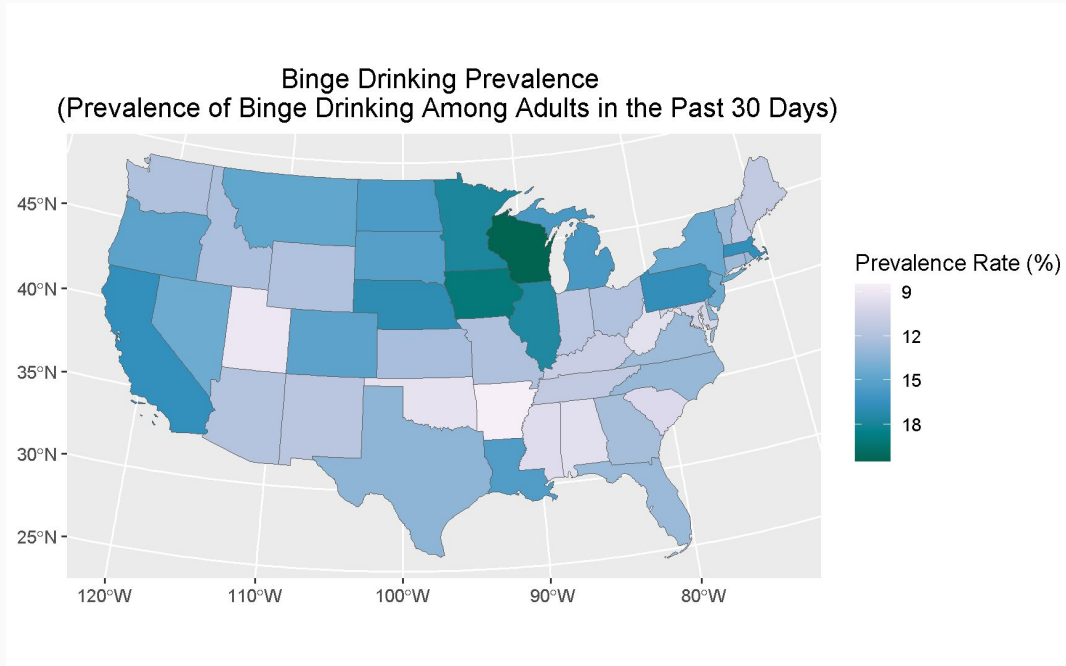 Binge Drinking Prevalence
(Prevalence of Binge Drinking Among Adults in the Past 30 Days)
45°N
40°N
35°N
30°N
25°N
120°W 110°W 100°W 90°W 80°W
Prevalence Rate (%)
9
12
15
18